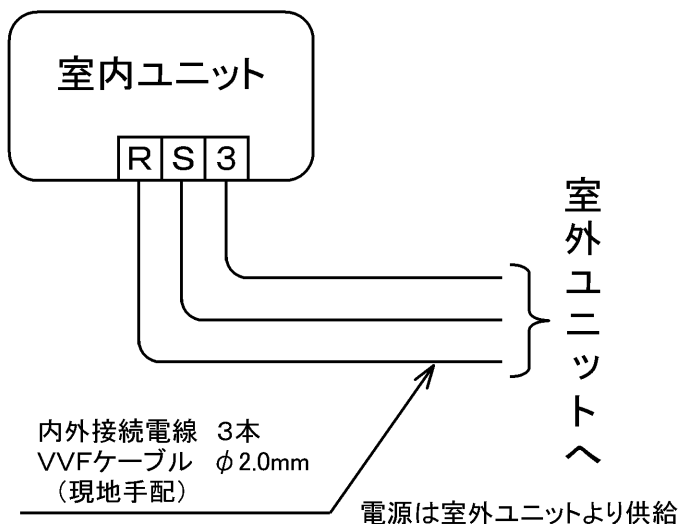 室内ユニット
R S 3
室外ユニットへ
内外接続電線 3本
VVFケーブル φ2.0mm
(現地手配)
電源は室外ユニットより供給